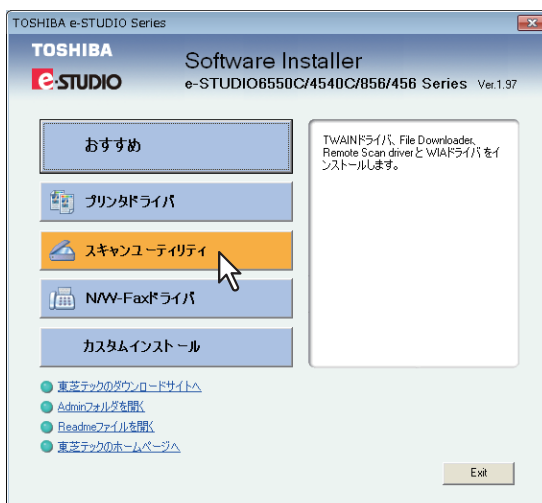 TOSHIBA e-STUDIO Series
TOSHIBA
e-STUDIO
Software Installer
e-STUDIO6550C/4540C/856/456 Series Ver.1.97
おすすめ
プリンタドライバ
スキャンユーティリティ
N/W-Faxドライバ
カスタムインストール
TWAINドライバ、File Downloader、
Remote Scan driverと WIAドライバ をイ
ンストールします。
東芝テックのダウンロードサイトへ
Adminフォルダを開く
Readmeファイルを開く
東芝テックのホームページへ
Exit